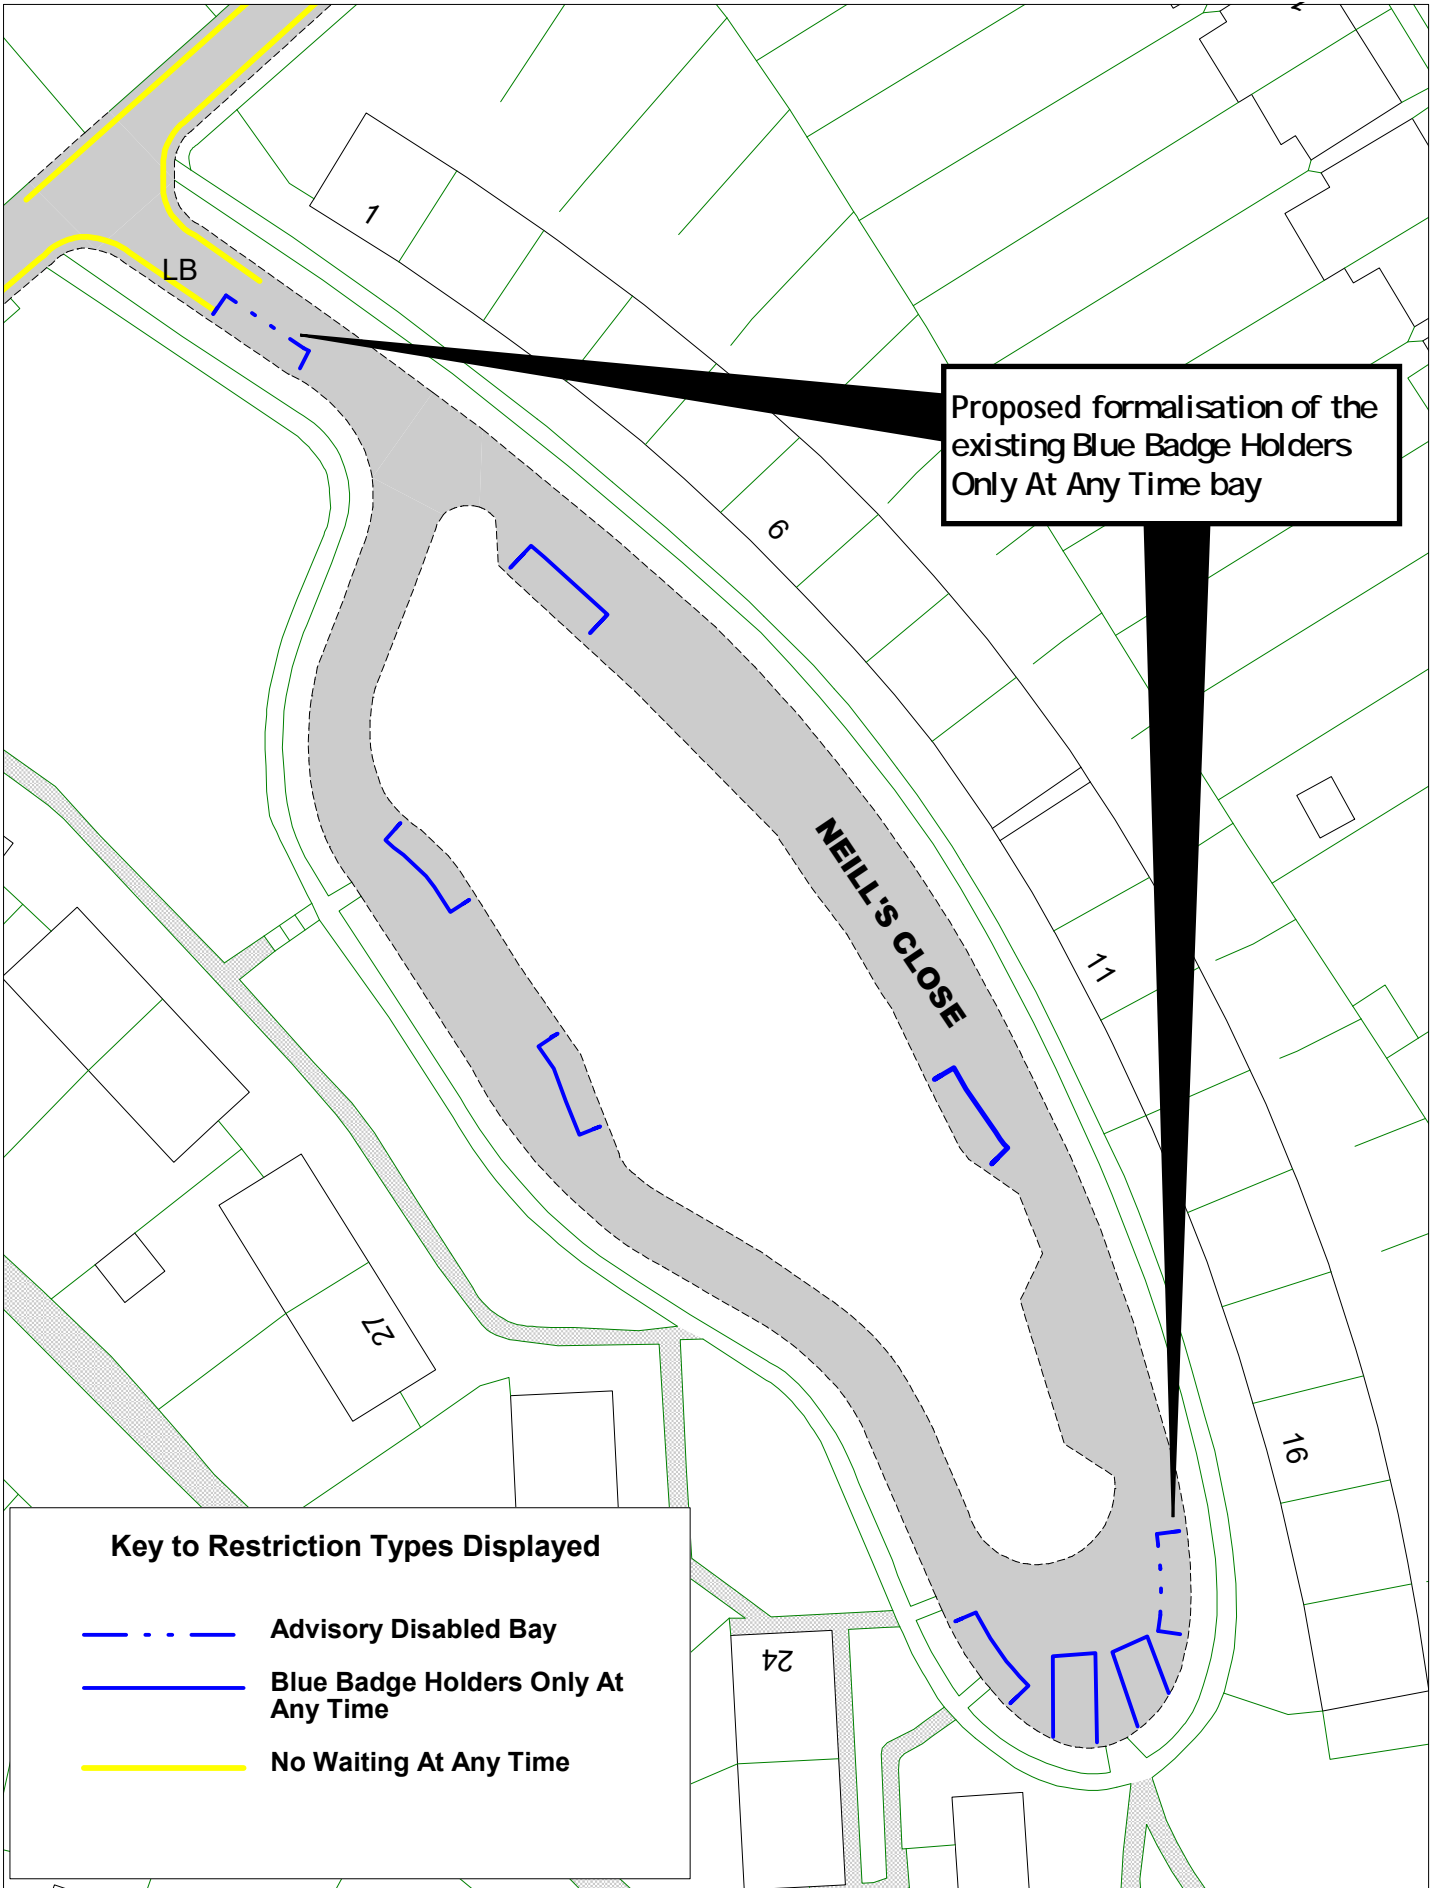 1
LB
Proposed formalisation of the
existing Blue Badge Holders
Only At Any Time bay
6
NEILL'S CLOSE
11
27
16
24
Key to Restriction Types Displayed
Advisory Disabled Bay
Blue Badge Holders Only At
Any Time
No Waiting At Any Time